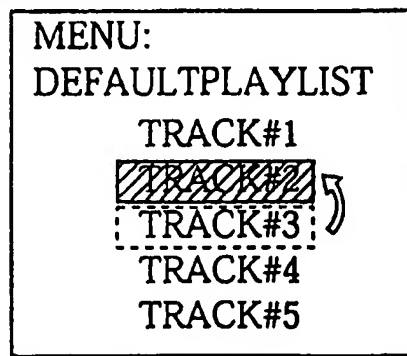 MENU:
DEFAULTPLAYLIST
TRACK#1
TRACK#2
TRACK#3
TRACK#4
TRACK#5